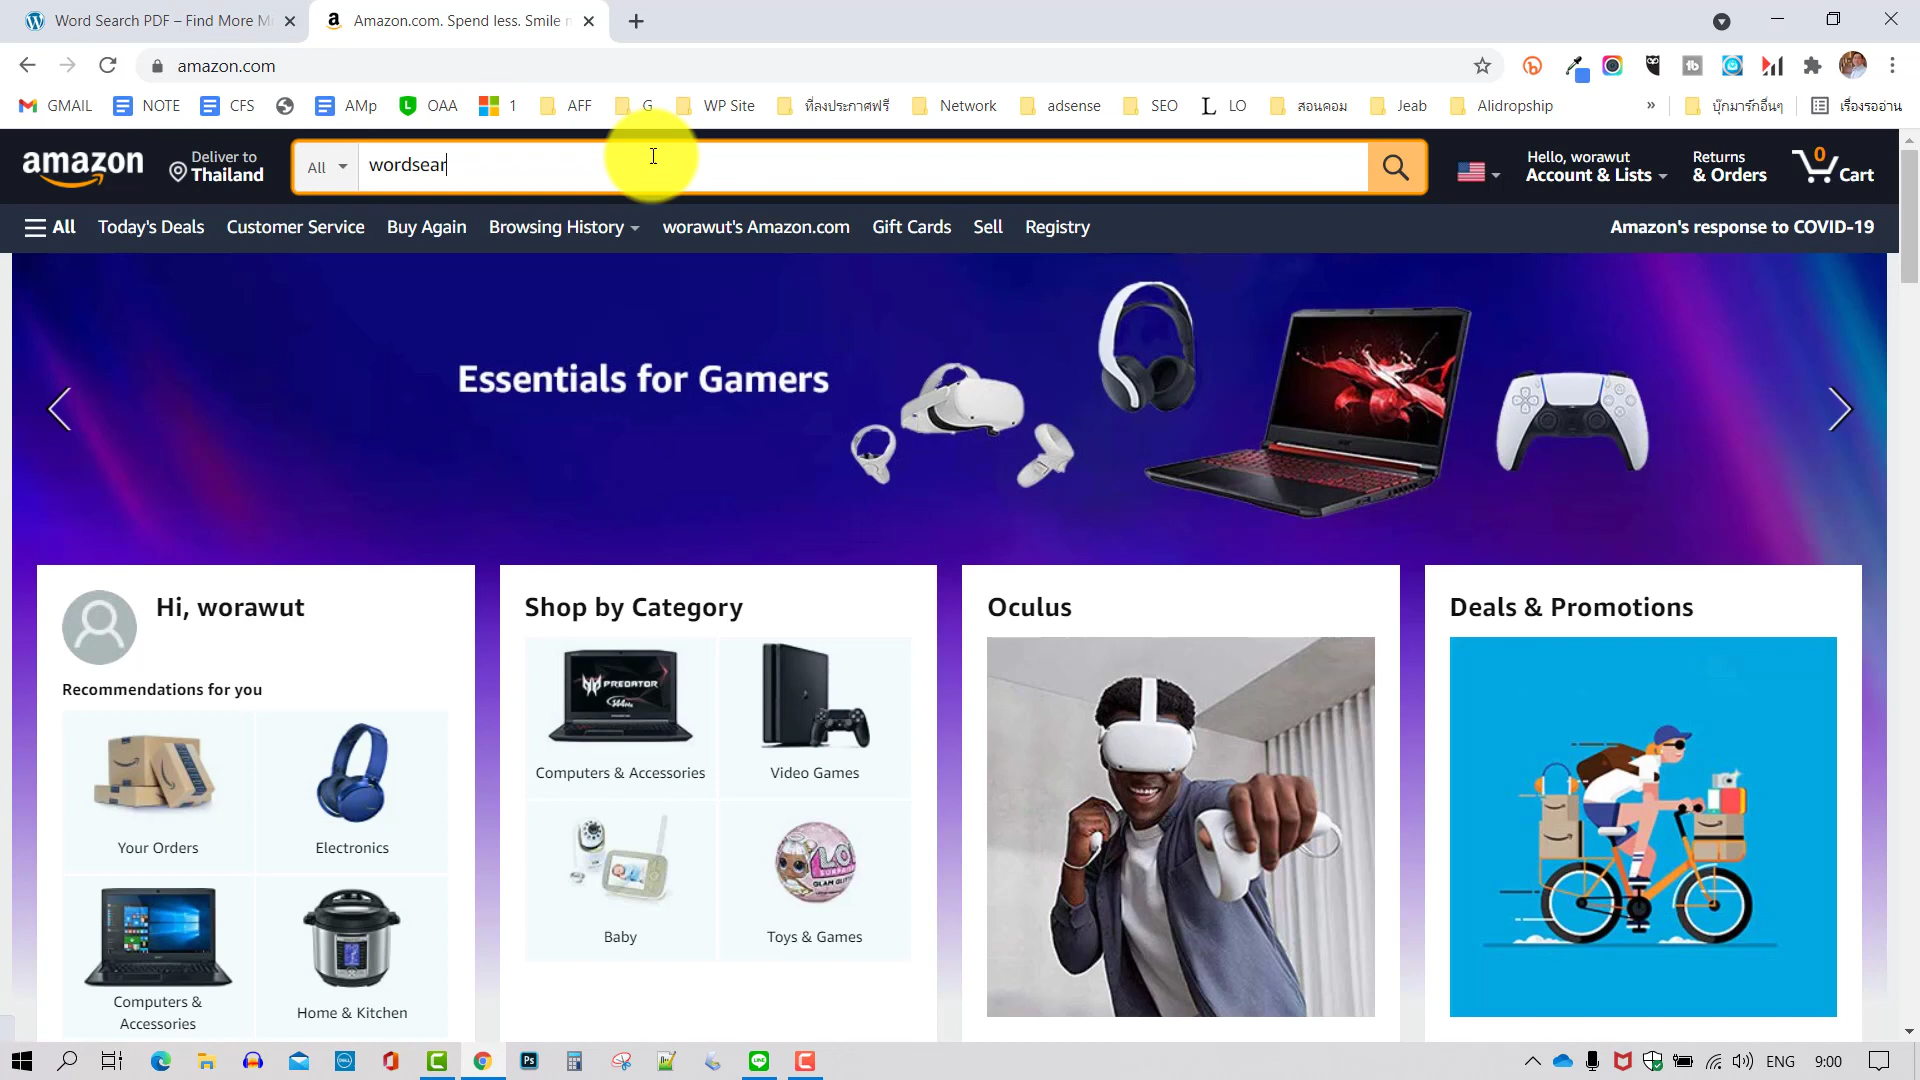 Word Search PDF – Find More M
Amazon.com. Spend less. Smile m
amazon.com
GMAIL
NOTE
CFS
AMp
OAA
1
AFF
G
WP Site
ที่ลงประกาศฟรี
Network
adsense
SEO
LO
สอนคอม
Jeab
Alidropship
»
บุ๊กมาร์กอื่นๆ
เรื่องรออ่าน
amazon
Deliver to
Thailand
All
wordsear
Hello, worawut
Account & Lists
Returns
& Orders
0
Cart
All
Today's Deals
Customer Service
Buy Again
Browsing History
worawut's Amazon.com
Gift Cards
Sell
Registry
Amazon's response to COVID-19
Essentials for Gamers
Hi, worawut
Recommendations for you
Your Orders
Electronics
Computers &
Accessories
Home & Kitchen
Shop by Category
PREDATOR
144Hz
Computers & Accessories
Video Games
Baby
L.O.L.
SURPRISE
GLAM GLITTER
Toys & Games
Oculus
Deals & Promotions
ENG
9:00